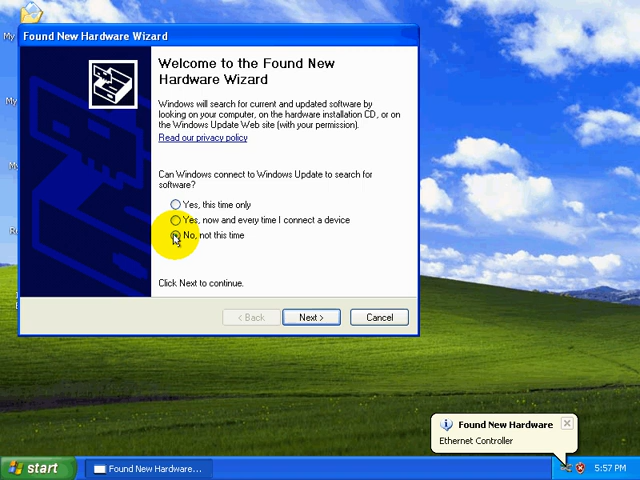 Found New Hardware Wizard
Welcome to the Found New
Hardware Wizard
Windows will search for current and updated software by
looking on your computer, on the hardware installation CD, or on
the Windows Update Web site (with your permission).
Read our privacy policy
Can Windows connect to Windows Update to search for
software?
Yes, this time only
Yes, now and every time I connect a device
No, not this time
Click Next to continue.
< Back
Next >
Cancel
My
My
My
Found New Hardware
Ethernet Controller
start
Found New Hardware...
5:57 PM